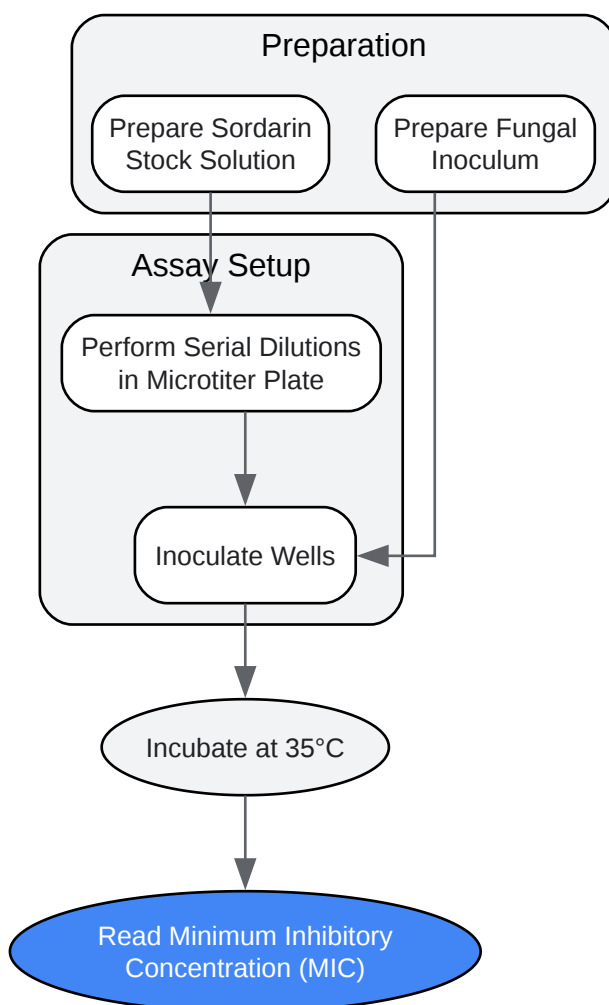 Preparation
Prepare Sordarin
Stock Solution
Prepare Fungal
Inoculum
Assay Setup
Perform Serial Dilutions
in Microtiter Plate
Inoculate Wells
Incubate at 35°C
Read Minimum Inhibitory
Concentration (MIC)